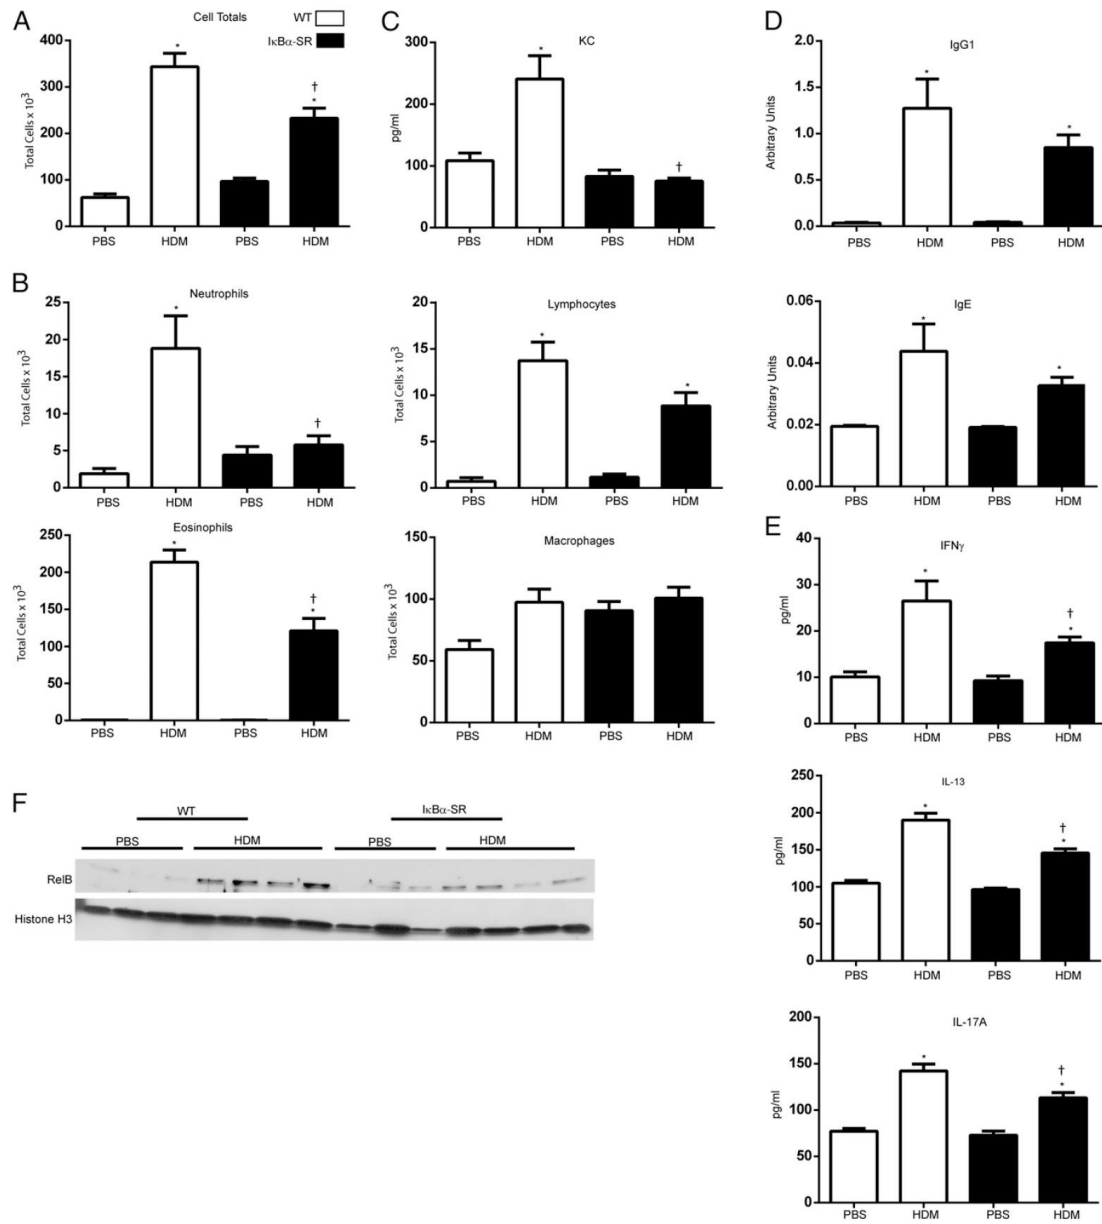 A
Cell Totals
WT
IκBα-SR
400
300
200
100
0
Total Cells x 10³
*
†
*
PBS HDM PBS HDM
C
KC
300
200
100
0
pg/ml
*
†
PBS HDM PBS HDM
D
IgG1
2.0
1.5
1.0
0.5
0.0
Arbitrary Units
*
*
PBS HDM PBS HDM
B
Neutrophils
25
20
15
10
5
0
Total Cells x 10³
*
†
PBS HDM PBS HDM
Lymphocytes
20
15
10
5
0
Total Cells x 10³
*
*
PBS HDM PBS HDM
IgE
0.06
0.04
0.02
0.00
Arbitrary Units
*
*
PBS HDM PBS HDM
Eosinophils
250
200
150
100
50
0
Total Cells x 10³
*
†
*
PBS HDM PBS HDM
Macrophages
150
100
50
0
Total Cells x 10³
PBS HDM PBS HDM
E
IFNγ
40
30
20
10
0
pg/ml
*
†
*
PBS HDM PBS HDM
IL-13
250
200
150
100
50
0
pg/ml
*
†
*
PBS HDM PBS HDM
IL-17A
200
150
100
50
0
pg/ml
*
†
*
PBS HDM PBS HDM
F
WT IκBα-SR
PBS HDM PBS HDM
RelB
Histone H3